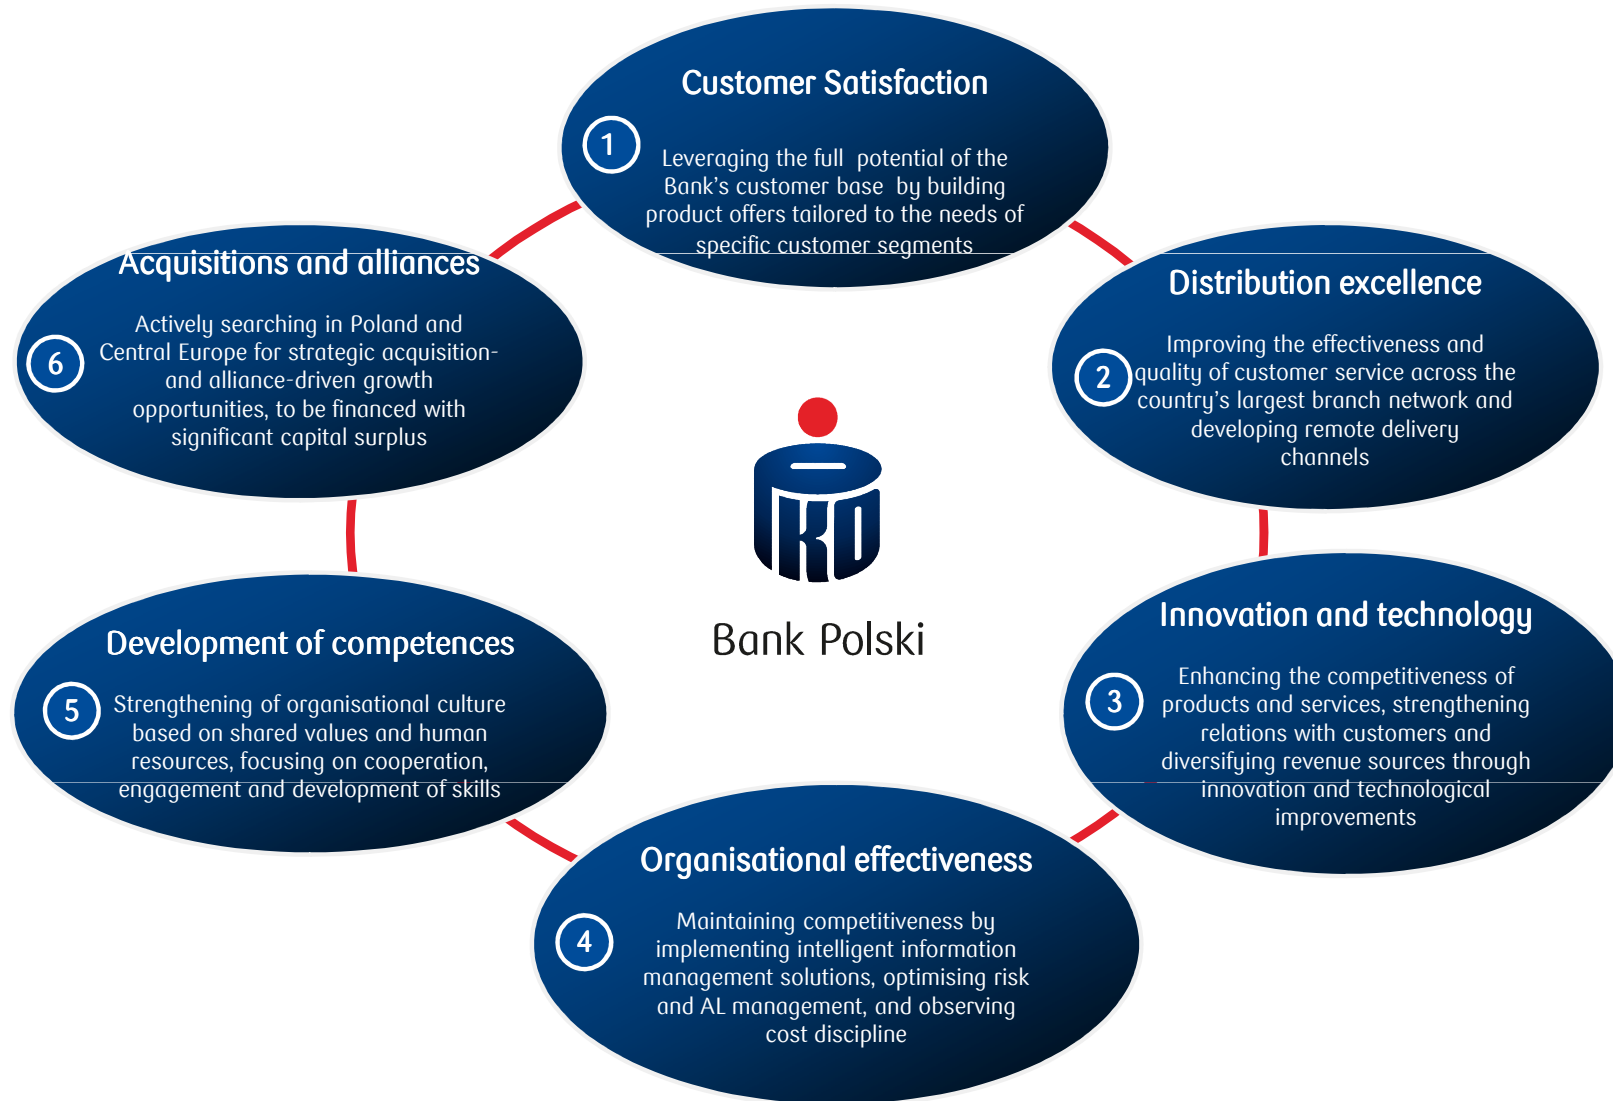 Customer Satisfaction
1
Leveraging the full potential of the
Bank's customer base by building
product offers tailored to the needs of
specific customer segments
Distribution excellence
2
Improving the effectiveness and
quality of customer service across the
country's largest branch network and
developing remote delivery
channels
Innovation and technology
3
Enhancing the competitiveness of
products and services, strengthening
relations with customers and
diversifying revenue sources through
innovation and technological
improvements
Organisational effectiveness
4
Maintaining competitiveness by
implementing intelligent information
management solutions, optimising risk
and AL management, and observing
cost discipline
Development of competences
5
Strengthening of organisational culture
based on shared values and human
resources, focusing on cooperation,
engagement and development of skills
Acquisitions and alliances
6
Actively searching in Poland and
Central Europe for strategic acquisition-
and alliance-driven growth
opportunities, to be financed with
significant capital surplus
PKO
Bank Polski